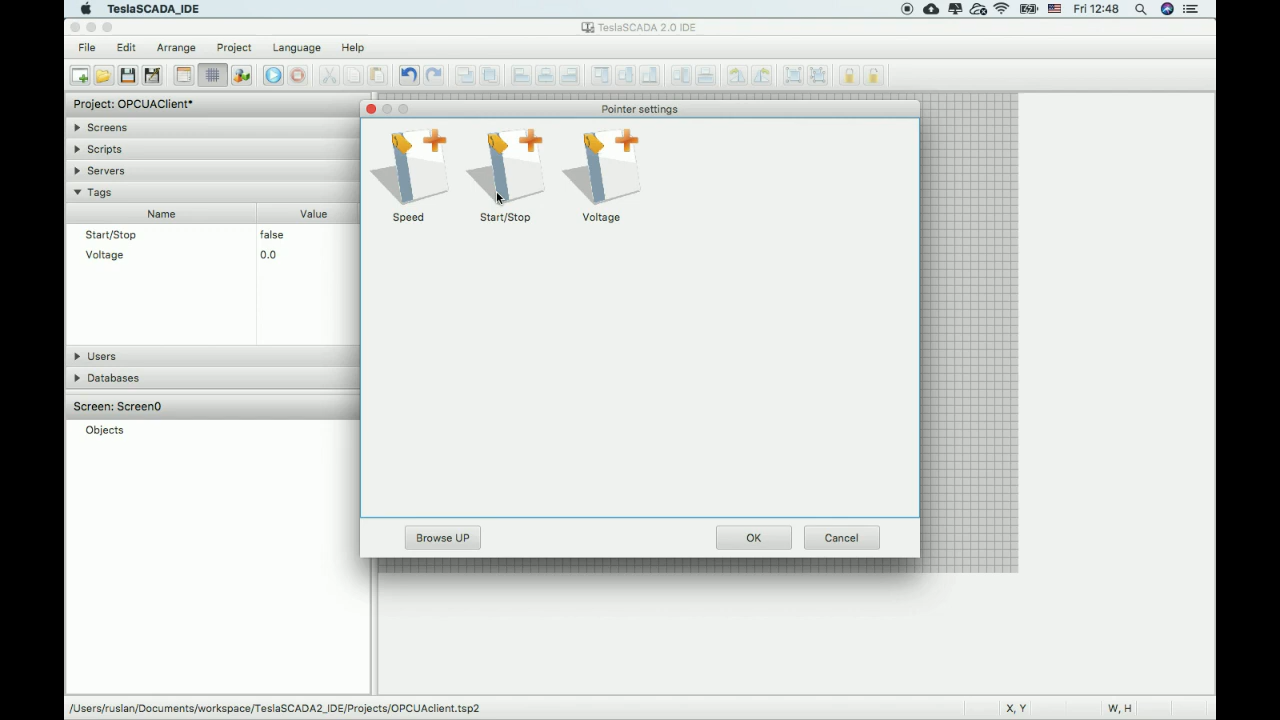 TeslaSCADA_IDE
Fri 12:48
TeslaSCADA 2.0 IDE
File Edit Arrange Project Language Help
Project: OPCUAClient*
Pointer settings
Screens
Scripts
Servers
Tags
Name Value
Start/Stop false
Voltage 0.0
Speed Start/Stop Voltage
Users
Databases
Screen: Screen0
Objects
Browse UP OK Cancel
/Users/ruslan/Documents/workspace/TeslaSCADA2_IDE/Projects/OPCUAclient.tsp2 X, Y W, H